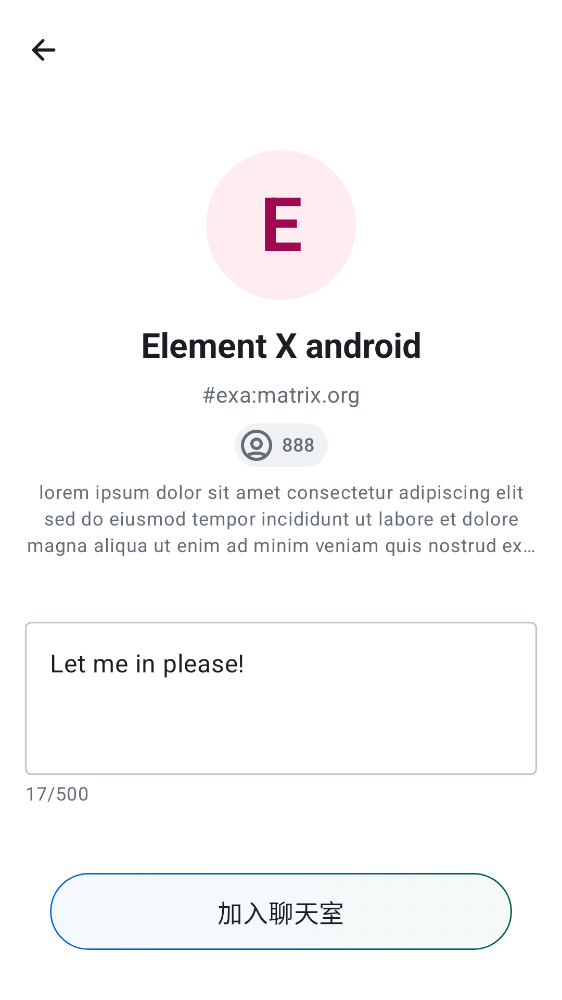 E
Element X android
#exa:matrix.org
888
lorem ipsum dolor sit amet consectetur adipiscing elit
sed do eiusmod tempor incididunt ut labore et dolore
magna aliqua ut enim ad minim veniam quis nostrud ex…
Let me in please!
17/500
加入聊天室